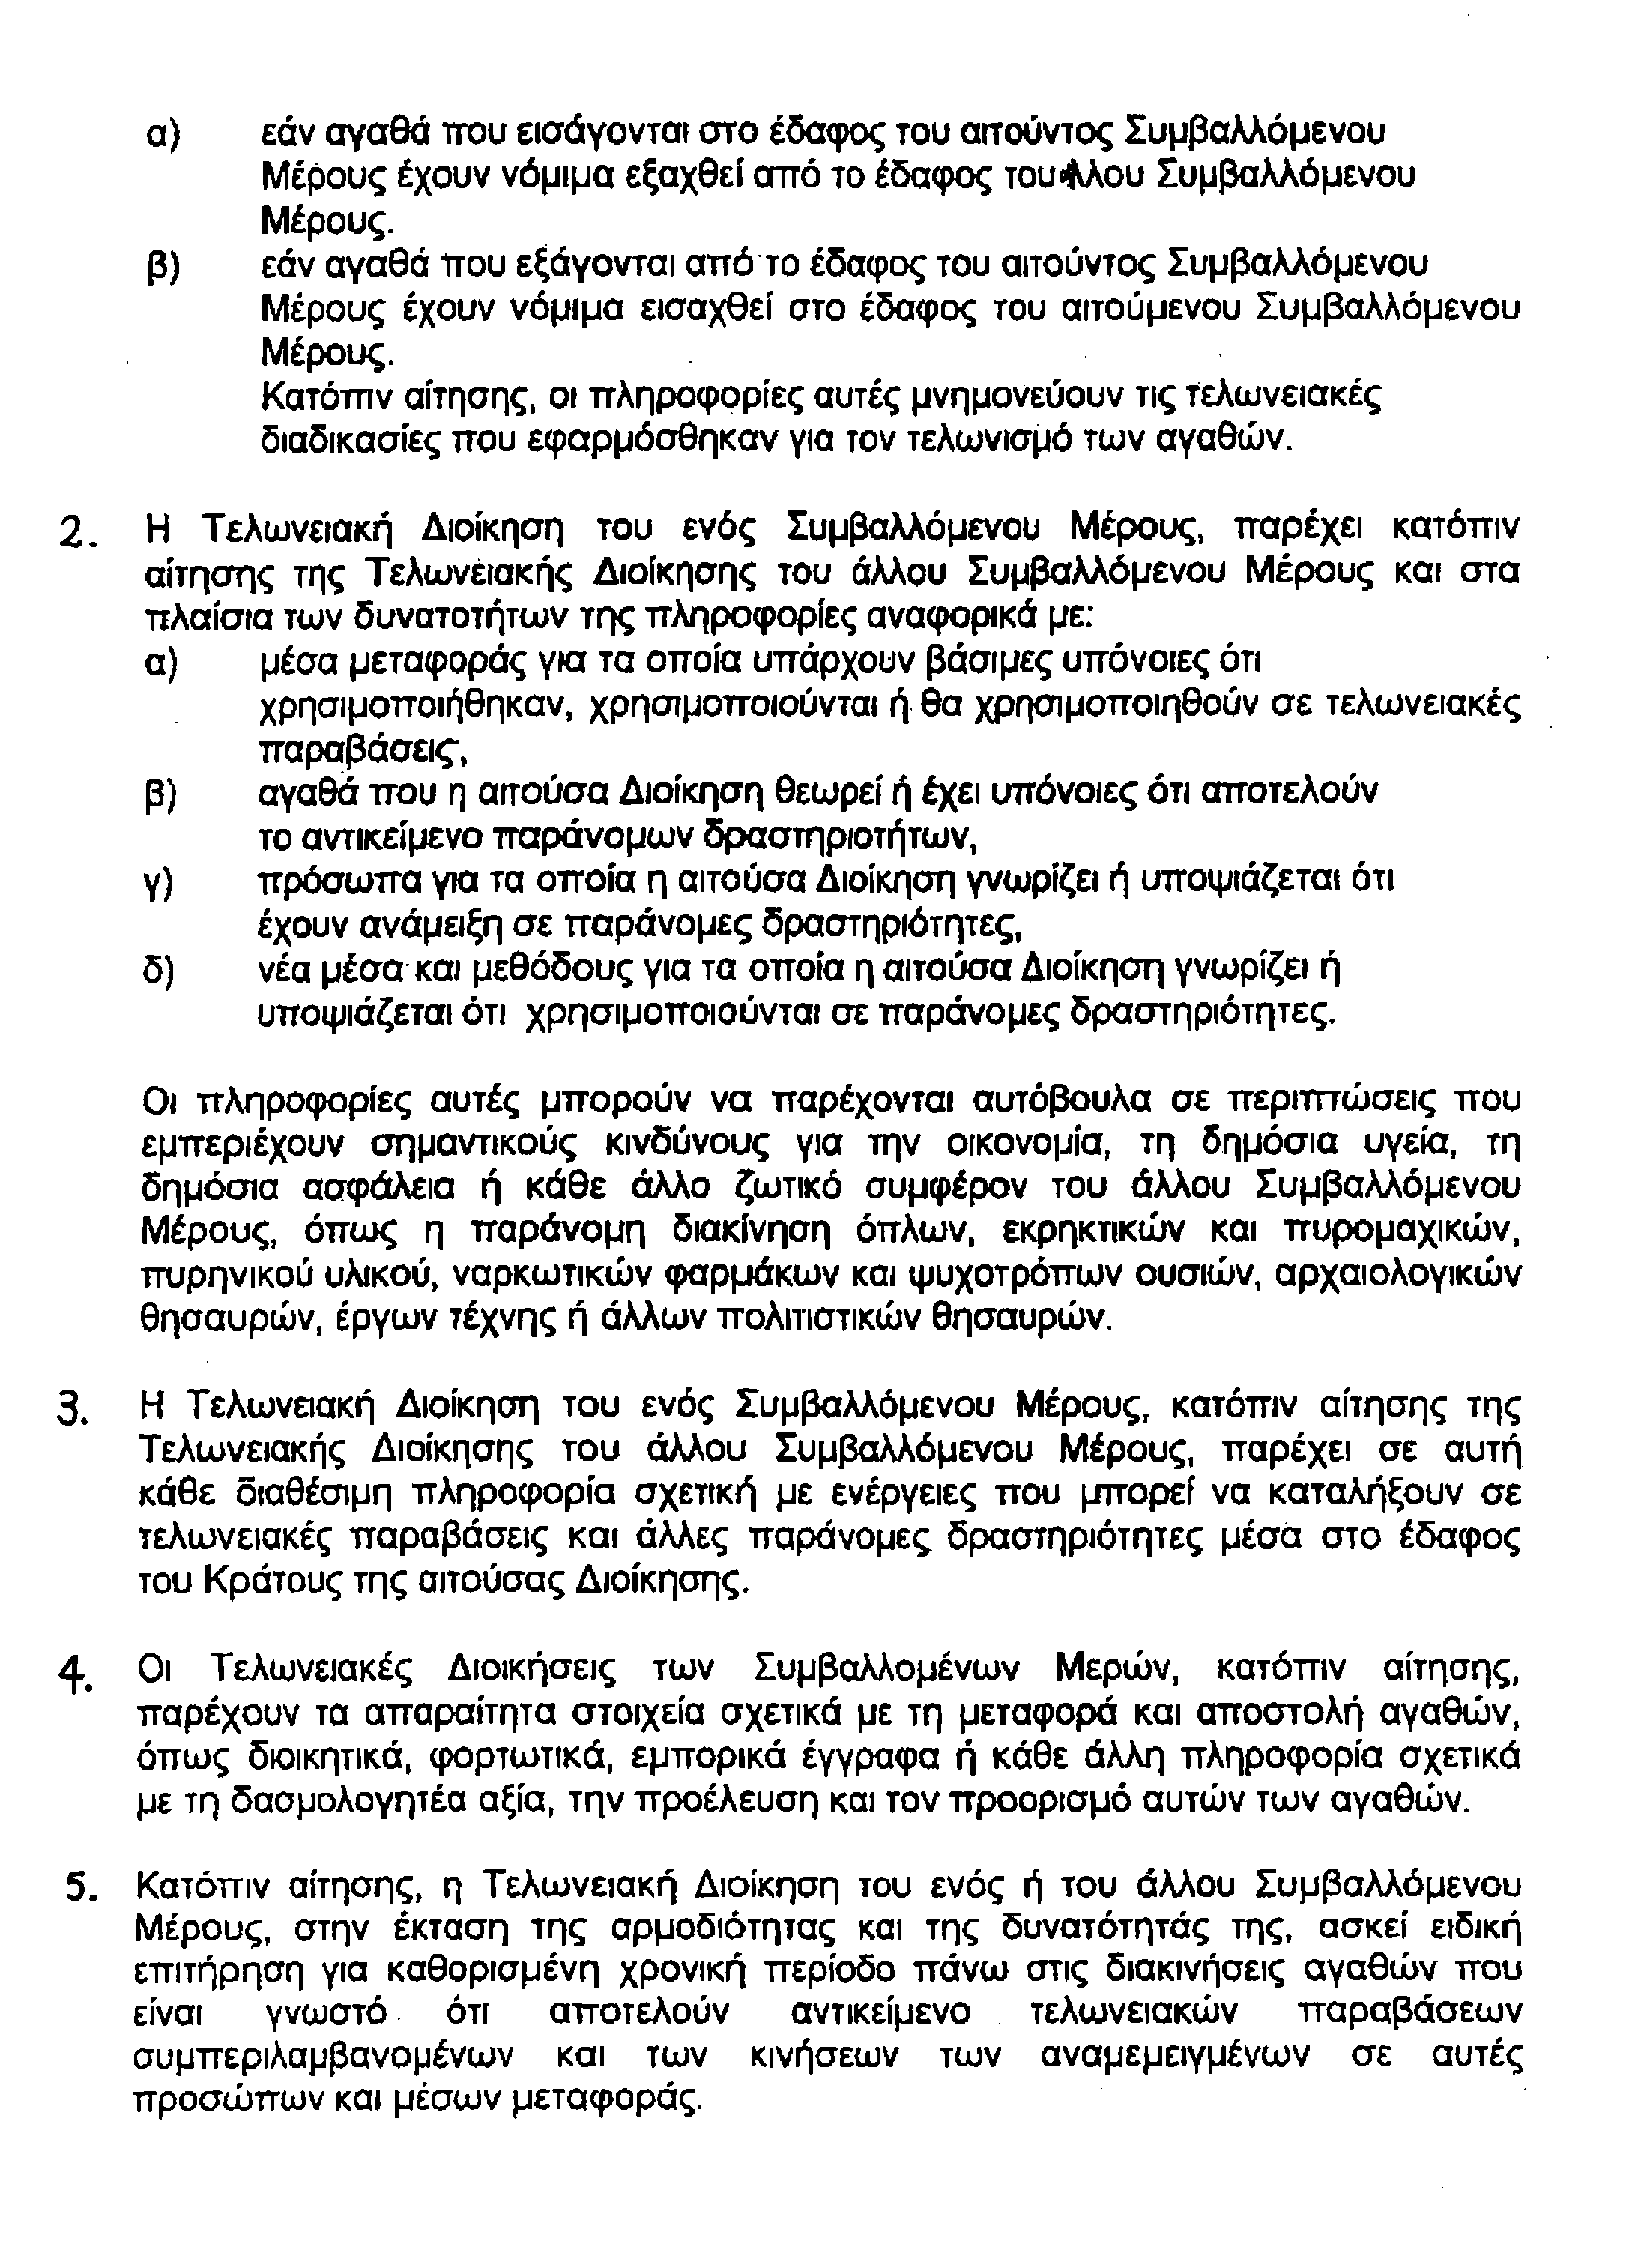 α) εάν αγαθά που εισάγονται στο έδαφος του αιτούντος Συμβαλλόμενου
Μέρους έχουν νόμιμα εξαχθεί από το έδαφος του άλλου Συμβαλλόμενου
Μέρους.
β) εάν αγαθά που εξάγονται από το έδαφος του αιτούντος Συμβαλλόμενου
Μέρους έχουν νόμιμα εισαχθεί στο έδαφος του αιτούμενου Συμβαλλόμενου
Μέρους.
Κατόπιν αίτησης, οι πληροφορίες αυτές μνημονεύουν τις τελωνειακές
διαδικασίες που εφαρμόσθηκαν για τον τελωνισμό των αγαθών.
2. Η Τελωνειακή Διοίκηση του ενός Συμβαλλόμενου Μέρους, παρέχει κατόπιν
αίτησης της Τελωνειακής Διοίκησης του άλλου Συμβαλλόμενου Μέρους και στα
πλαίσια των δυνατοτήτων της πληροφορίες αναφορικά με:
α) μέσα μεταφοράς για τα οποία υπάρχουν βάσιμες υπόνοιες ότι
χρησιμοποιήθηκαν, χρησιμοποιούνται ή θα χρησιμοποιηθούν σε τελωνειακές
παραβάσεις,
β) αγαθά που η αιτούσα Διοίκηση θεωρεί ή έχει υπόνοιες ότι αποτελούν
το αντικείμενο παράνομων δραστηριοτήτων,
γ) πρόσωπα για τα οποία η αιτούσα Διοίκηση γνωρίζει ή υποψιάζεται ότι
έχουν ανάμειξη σε παράνομες δραστηριότητες,
δ) νέα μέσα και μεθόδους για τα οποία η αιτούσα Διοίκηση γνωρίζει ή
υποψιάζεται ότι χρησιμοποιούνται σε παράνομες δραστηριότητες.
Οι πληροφορίες αυτές μπορούν να παρέχονται αυτόβουλα σε περιπτώσεις που
εμπεριέχουν σημαντικούς κινδύνους για την οικονομία, τη δημόσια υγεία, τη
δημόσια ασφάλεια ή κάθε άλλο ζωτικό συμφέρον του άλλου Συμβαλλόμενου
Μέρους, όπως η παράνομη διακίνηση όπλων, εκρηκτικών και πυρομαχικών,
πυρηνικού υλικού, ναρκωτικών φαρμάκων και ψυχοτρόπων ουσιών, αρχαιολογικών
θησαυρών, έργων τέχνης ή άλλων πολιτιστικών θησαυρών.
3. Η Τελωνειακή Διοίκηση του ενός Συμβαλλόμενου Μέρους, κατόπιν αίτησης της
Τελωνειακής Διοίκησης του άλλου Συμβαλλόμενου Μέρους, παρέχει σε αυτή
κάθε διαθέσιμη πληροφορία σχετική με ενέργειες που μπορεί να καταλήξουν σε
τελωνειακές παραβάσεις και άλλες παράνομες δραστηριότητες μέσα στο έδαφος
του Κράτους της αιτούσας Διοίκησης.
4. Οι Τελωνειακές Διοικήσεις των Συμβαλλομένων Μερών, κατόπιν αίτησης,
παρέχουν τα απαραίτητα στοιχεία σχετικά με τη μεταφορά και αποστολή αγαθών,
όπως διοικητικά, φορτωτικά, εμπορικά έγγραφα ή κάθε άλλη πληροφορία σχετικά
με τη δασμολογητέα αξία, την προέλευση και τον προορισμό αυτών των αγαθών.
5. Κατόπιν αίτησης, η Τελωνειακή Διοίκηση του ενός ή του άλλου Συμβαλλόμενου
Μέρους, στην έκταση της αρμοδιότητας και της δυνατότητάς της, ασκεί ειδική
επιτήρηση για καθορισμένη χρονική περίοδο πάνω στις διακινήσεις αγαθών που
είναι γνωστό ότι αποτελούν αντικείμενο τελωνειακών παραβάσεων
συμπεριλαμβανομένων και των κινήσεων των αναμεμειγμένων σε αυτές
προσώπων και μέσων μεταφοράς.